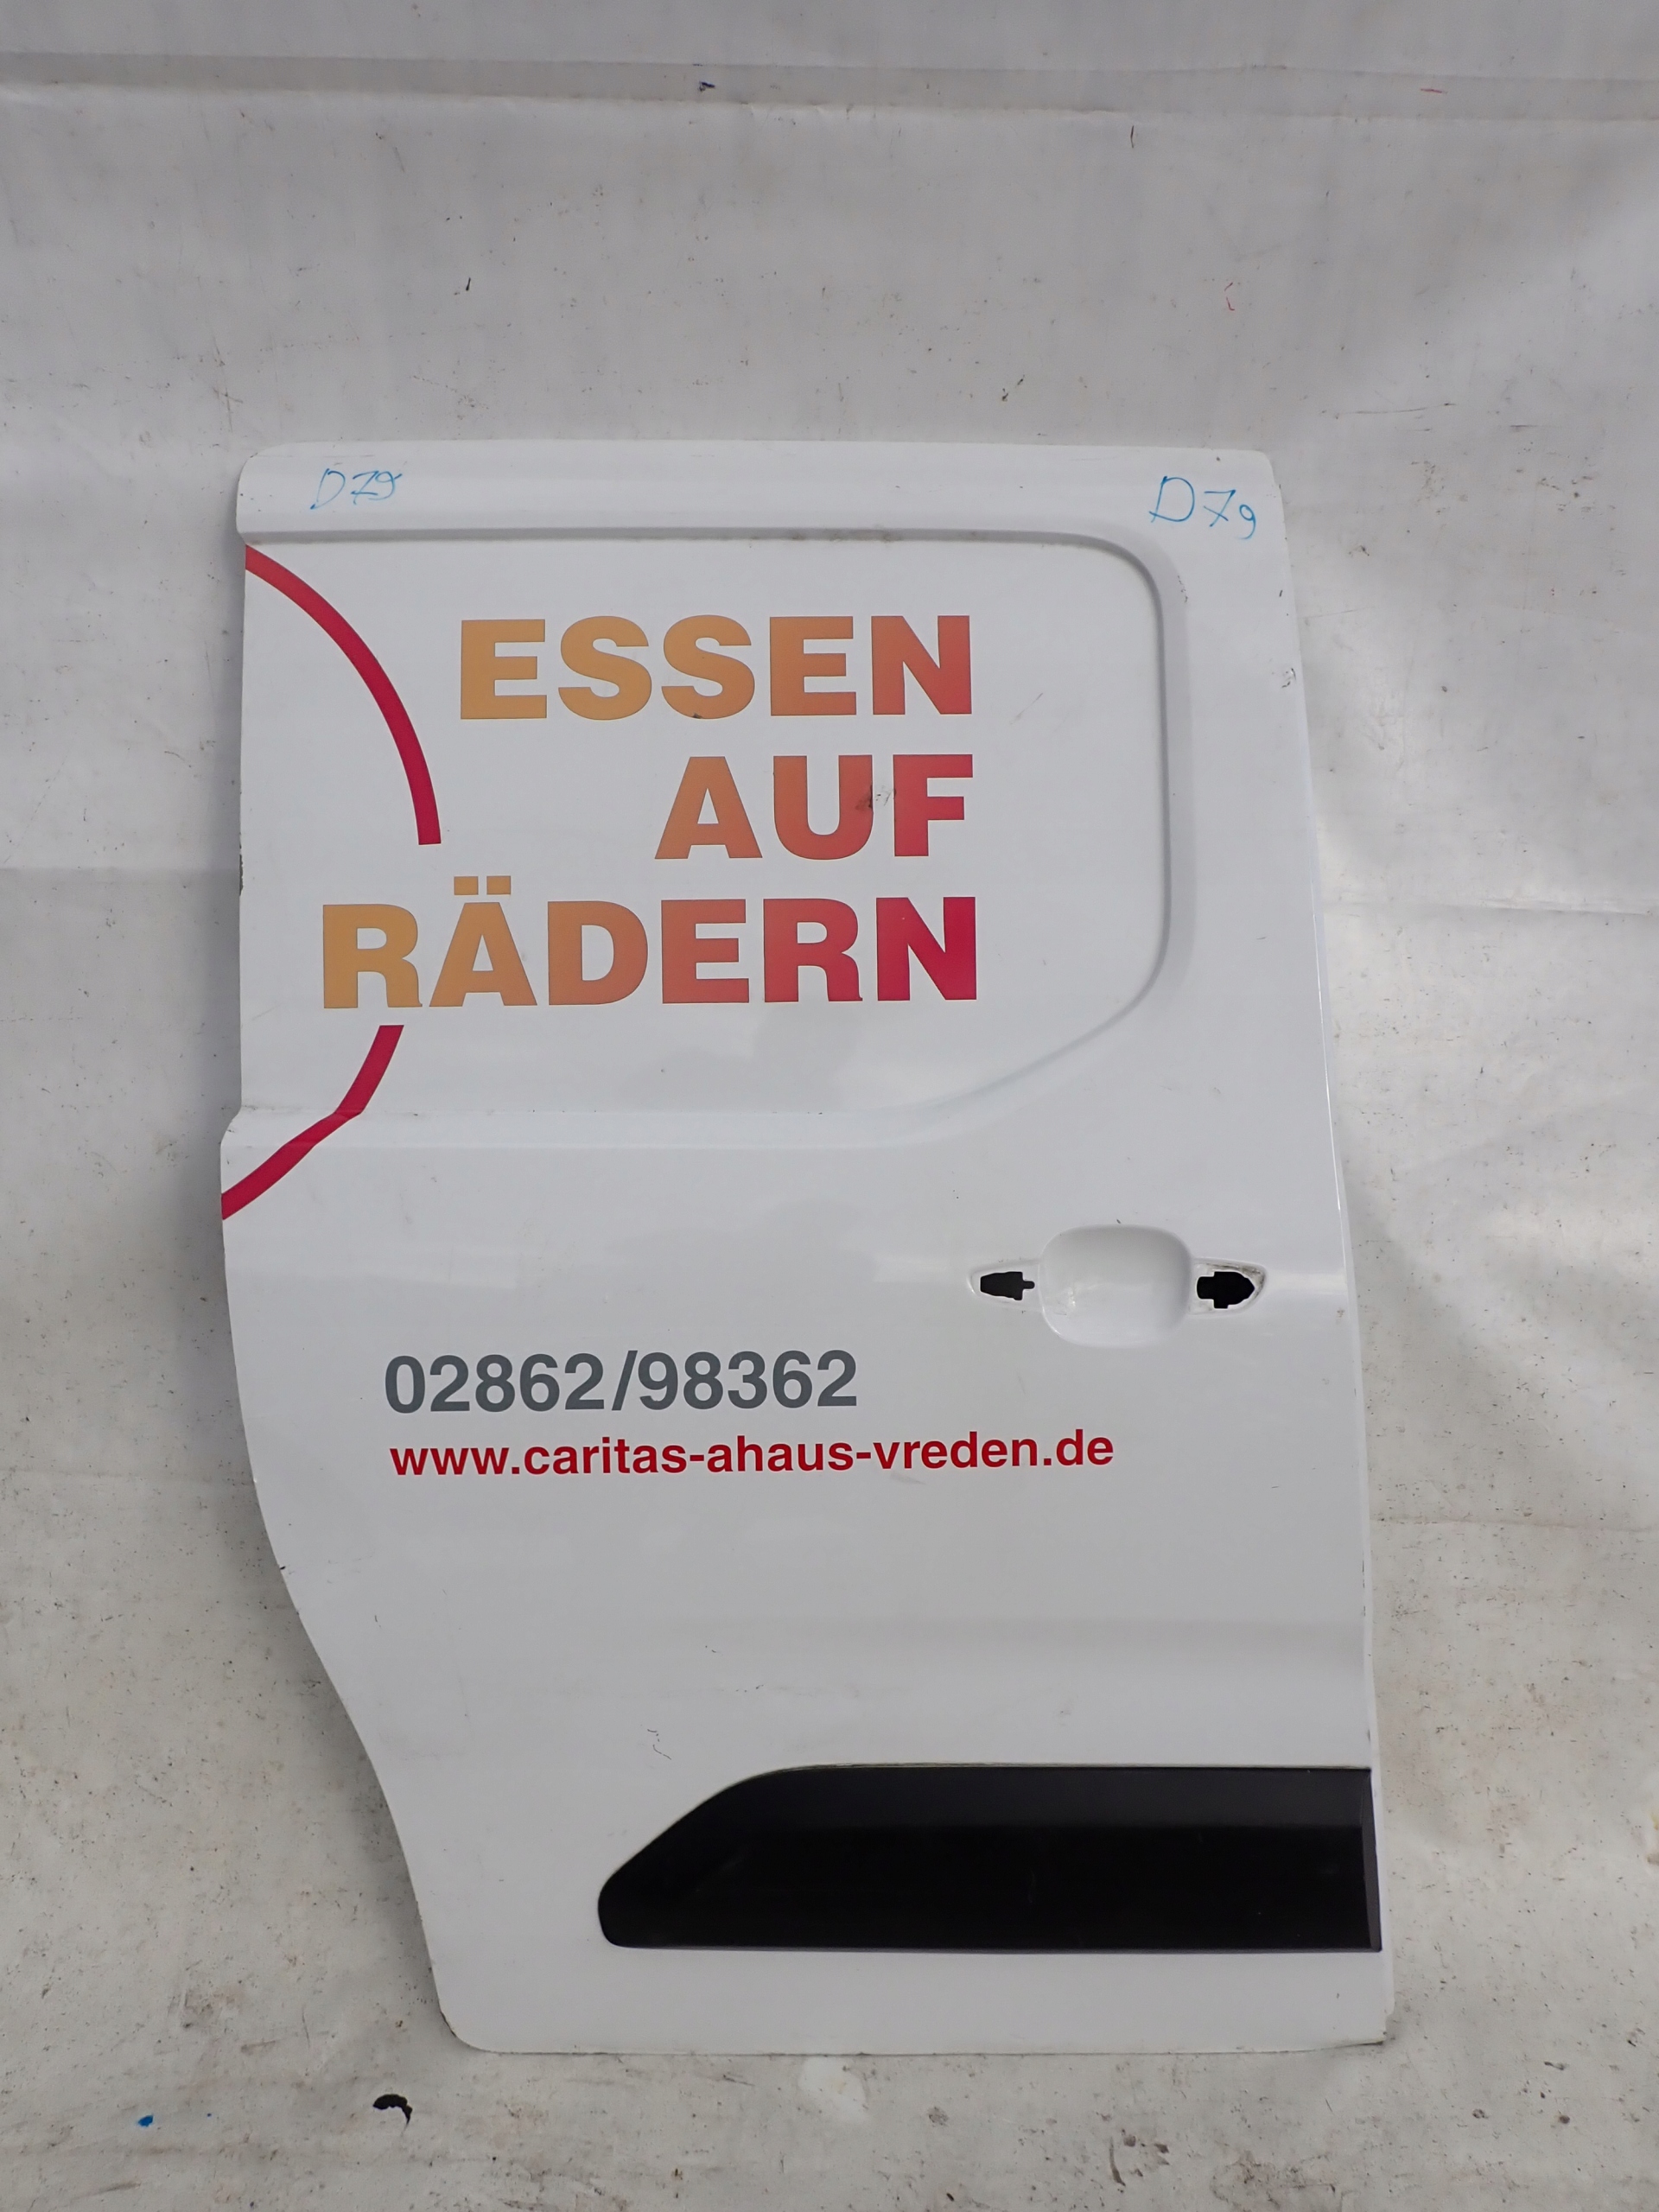 D79 D79
ESSEN
AUF
RÄDERN
02862/98362
www.caritas-ahaus-vreden.de